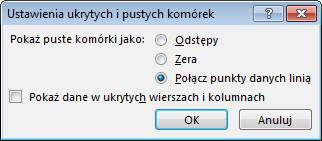 Ustawienia ukrytych i pustych komórek
Pokaż puste komórki jako:
Odstępy
Zera
Połącz punkty danych linią
Pokaż dane w ukrytych wierszach i kolumnach
OK
Anuluj